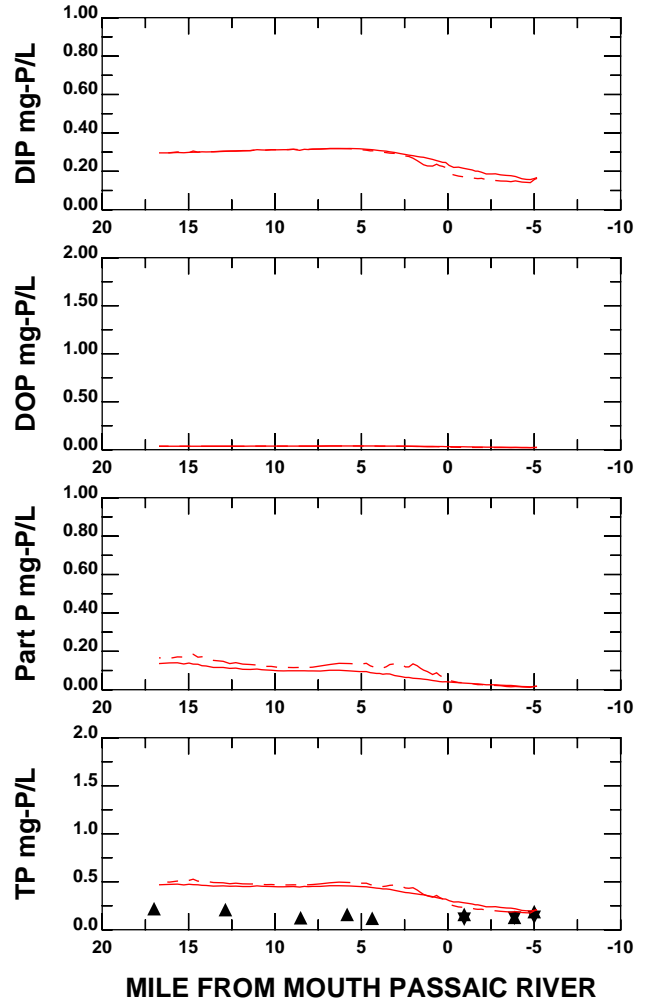 DIP mg-P/L
1.00
0.80
0.60
0.40
0.20
0.00
20 15 10 5 0 -5 -10
DOP mg-P/L
2.00
1.50
1.00
0.50
0.00
20 15 10 5 0 -5 -10
Part P mg-P/L
1.00
0.80
0.60
0.40
0.20
0.00
20 15 10 5 0 -5 -10
TP mg-P/L
2.0
1.5
1.0
0.5
0.0
20 15 10 5 0 -5 -10
MILE FROM MOUTH PASSAIC RIVER